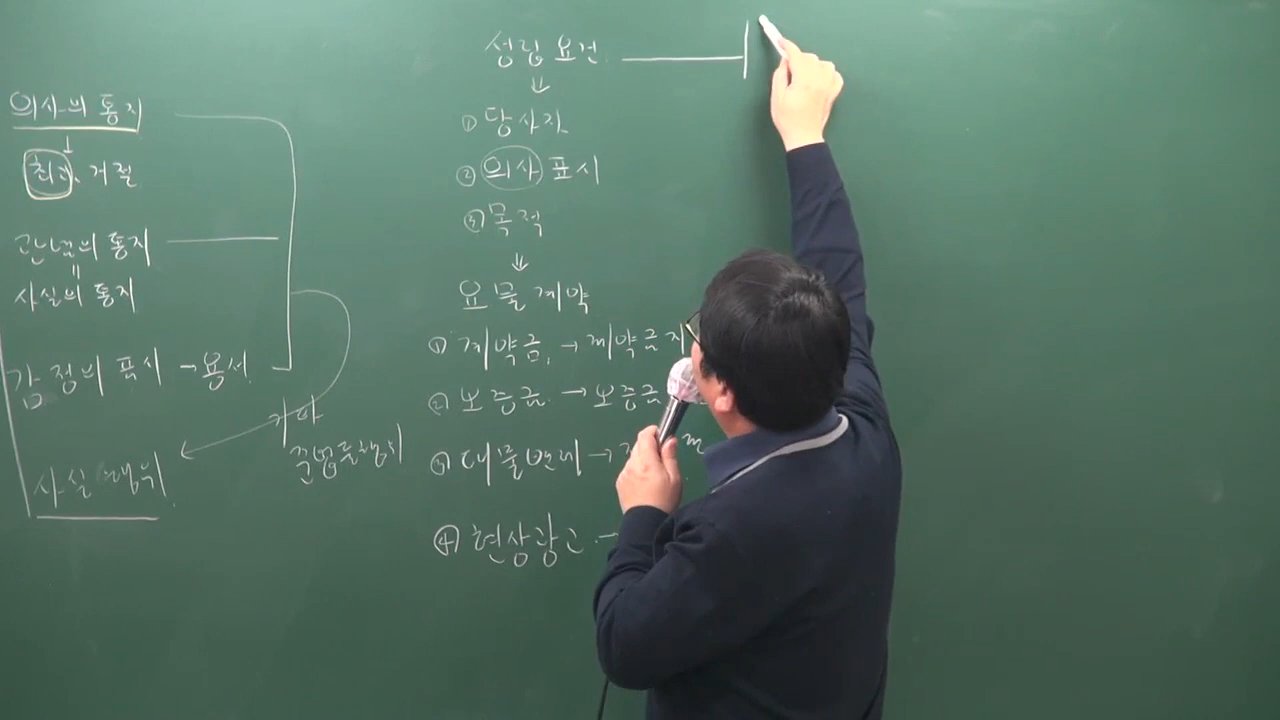 의사의 통지
↓
최고, 거절
관념의 통지
=
사실의 통지
감정의 표시 → 용서
사실행위
준법률행위
성립요건
⇓
① 당사자
② 의사표시
③ 목적
↓
요물계약
① 계약금 → 계약금
② 보증금 → 보증금
③ 대물변제 →
④ 현상광고 →